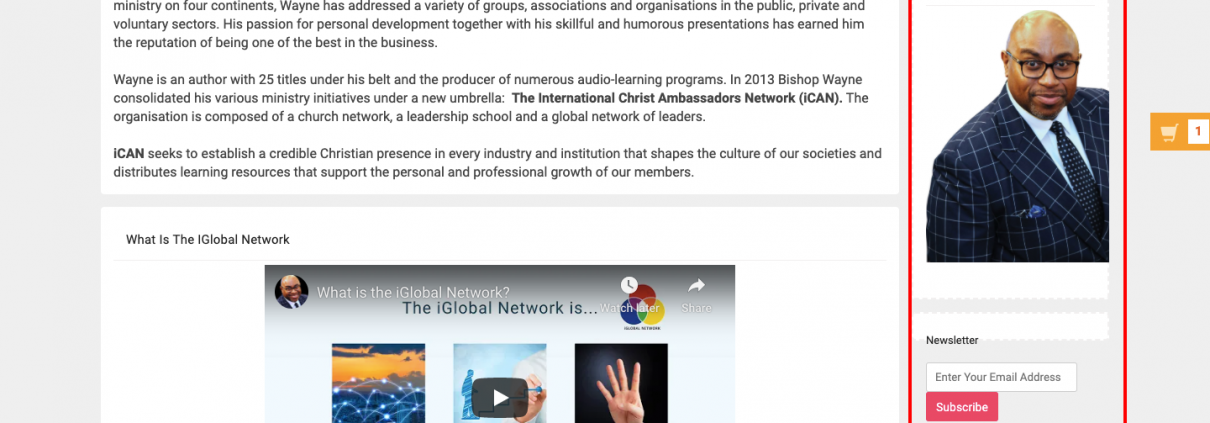 ministry on four continents, Wayne has addressed a variety of groups, associations and organisations in the public, private and
voluntary sectors. His passion for personal development together with his skillful and humorous presentations has earned him
the reputation of being one of the best in the business.
Wayne is an author with 25 titles under his belt and the producer of numerous audio-learning programs. In 2013 Bishop Wayne
consolidated his various ministry initiatives under a new umbrella: The International Christ Ambassadors Network (iCAN). The
organisation is composed of a church network, a leadership school and a global network of leaders.
iCAN seeks to establish a credible Christian presence in every industry and institution that shapes the culture of our societies and
distributes learning resources that support the personal and professional growth of our members.
What Is The IGlobal Network
What is the iGlobal Network?
The iGlobal Network is...
Watch later
Share
IGLOBAL NETWORK
1
Newsletter
Enter Your Email Address
Subscribe